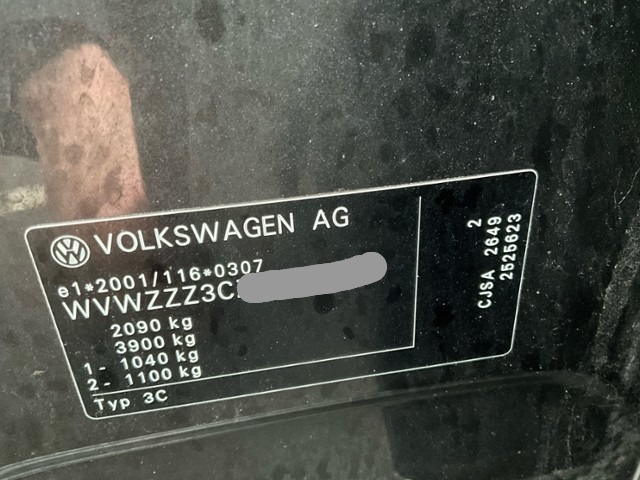 VOLKSWAGEN AG
e1*2001/116*0307
WVWZZZ3C
2090 kg
3900 kg
1 - 1040 kg
2 - 1100 kg
Typ 3C
2
CJSA 2649
2525623